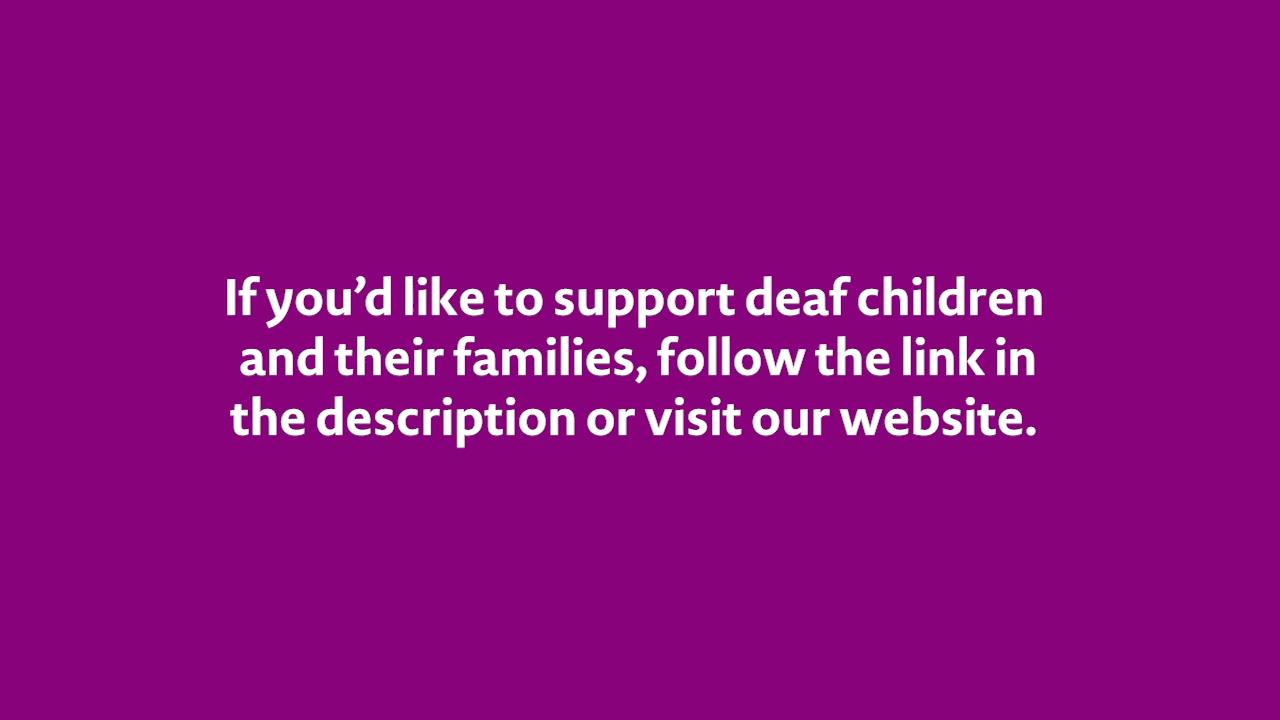 If you’d like to support deaf children
and their families, follow the link in
the description or visit our website.